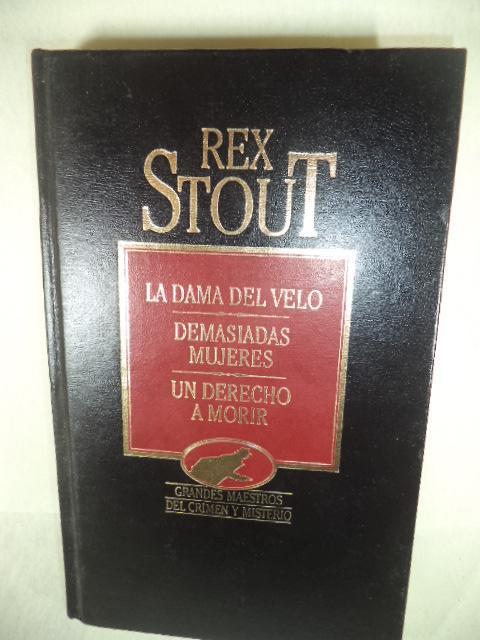 REX
STOUT
LA DAMA DEL VELO
DEMASIADAS
MUJERES
UN DERECHO
A MORIR
GRANDES MAESTROS
DEL CRIMEN Y MISTERIO